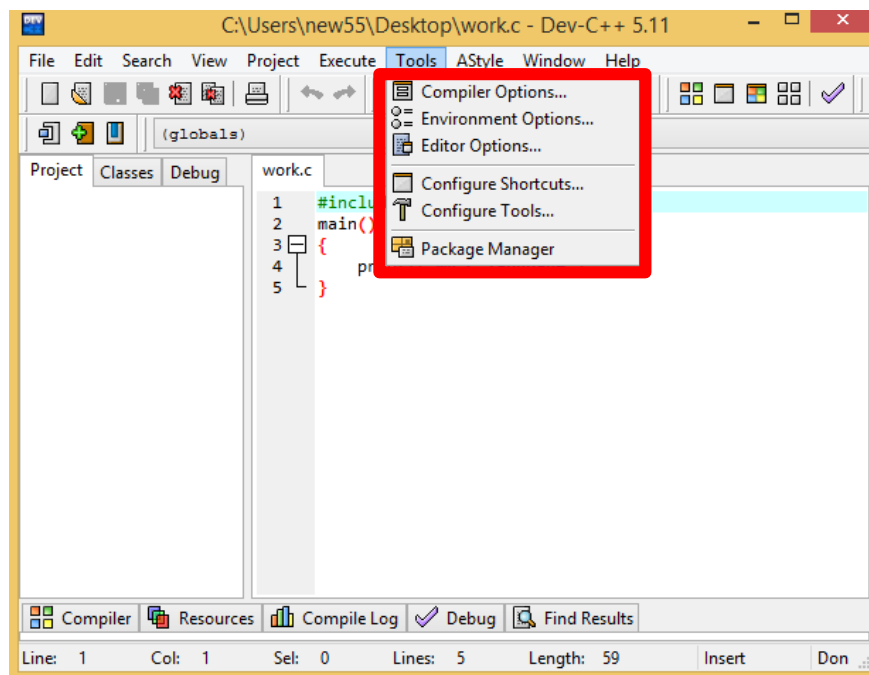 DEV
C:\Users\new55\Desktop\work.c - Dev-C++ 5.11
File Edit Search View Project Execute Tools AStyle Window Help
Compiler Options...
Environment Options...
(globals)
Editor Options...
Project Classes Debug
work.c
Configure Shortcuts...
Configure Tools...
Package Manager
1 #inclu
2 main()
3 {
4 pr
5 }
Compiler Resources Compile Log Debug Find Results
Line: 1 Col: 1 Sel: 0 Lines: 5 Length: 59 Insert Don